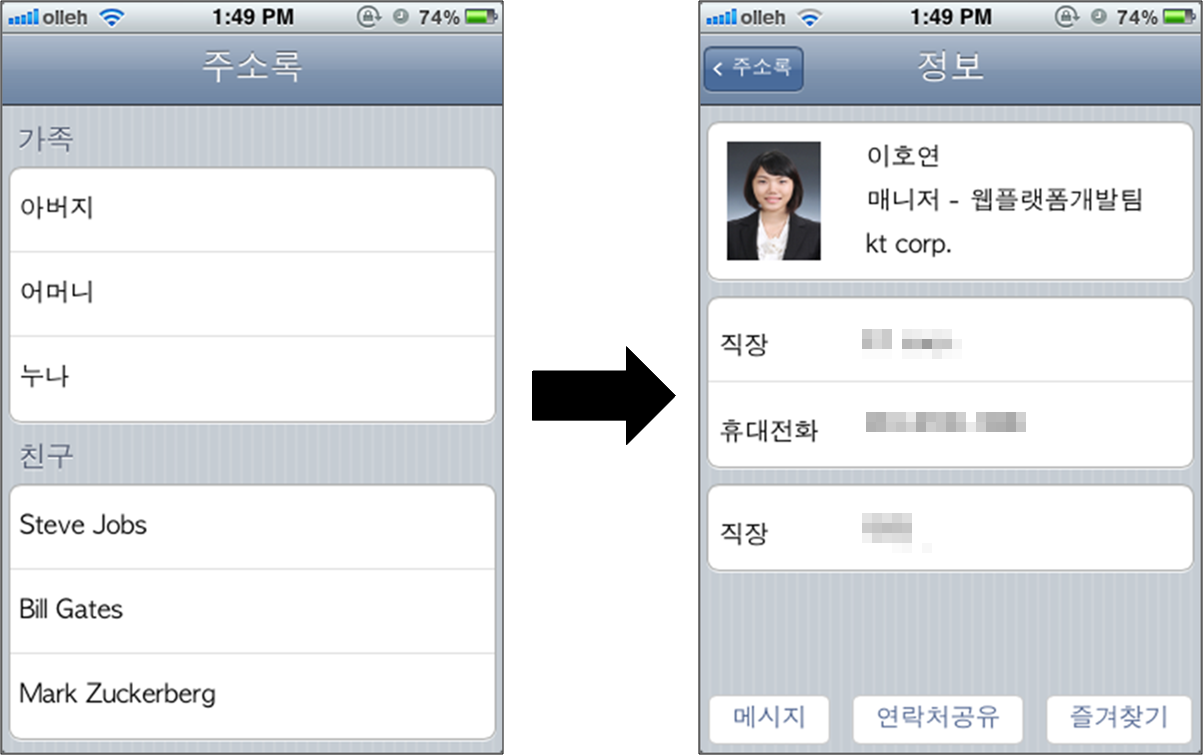 olleh 1:49 PM 74%
주소록
가족
아버지
어머니
누나
친구
Steve Jobs
Bill Gates
Mark Zuckerberg
olleh 1:49 PM 74%
주소록
정보
이호연
매니저 - 웹플랫폼개발팀
kt corp.
직장
휴대전화
직장
메시지
연락처공유
즐겨찾기